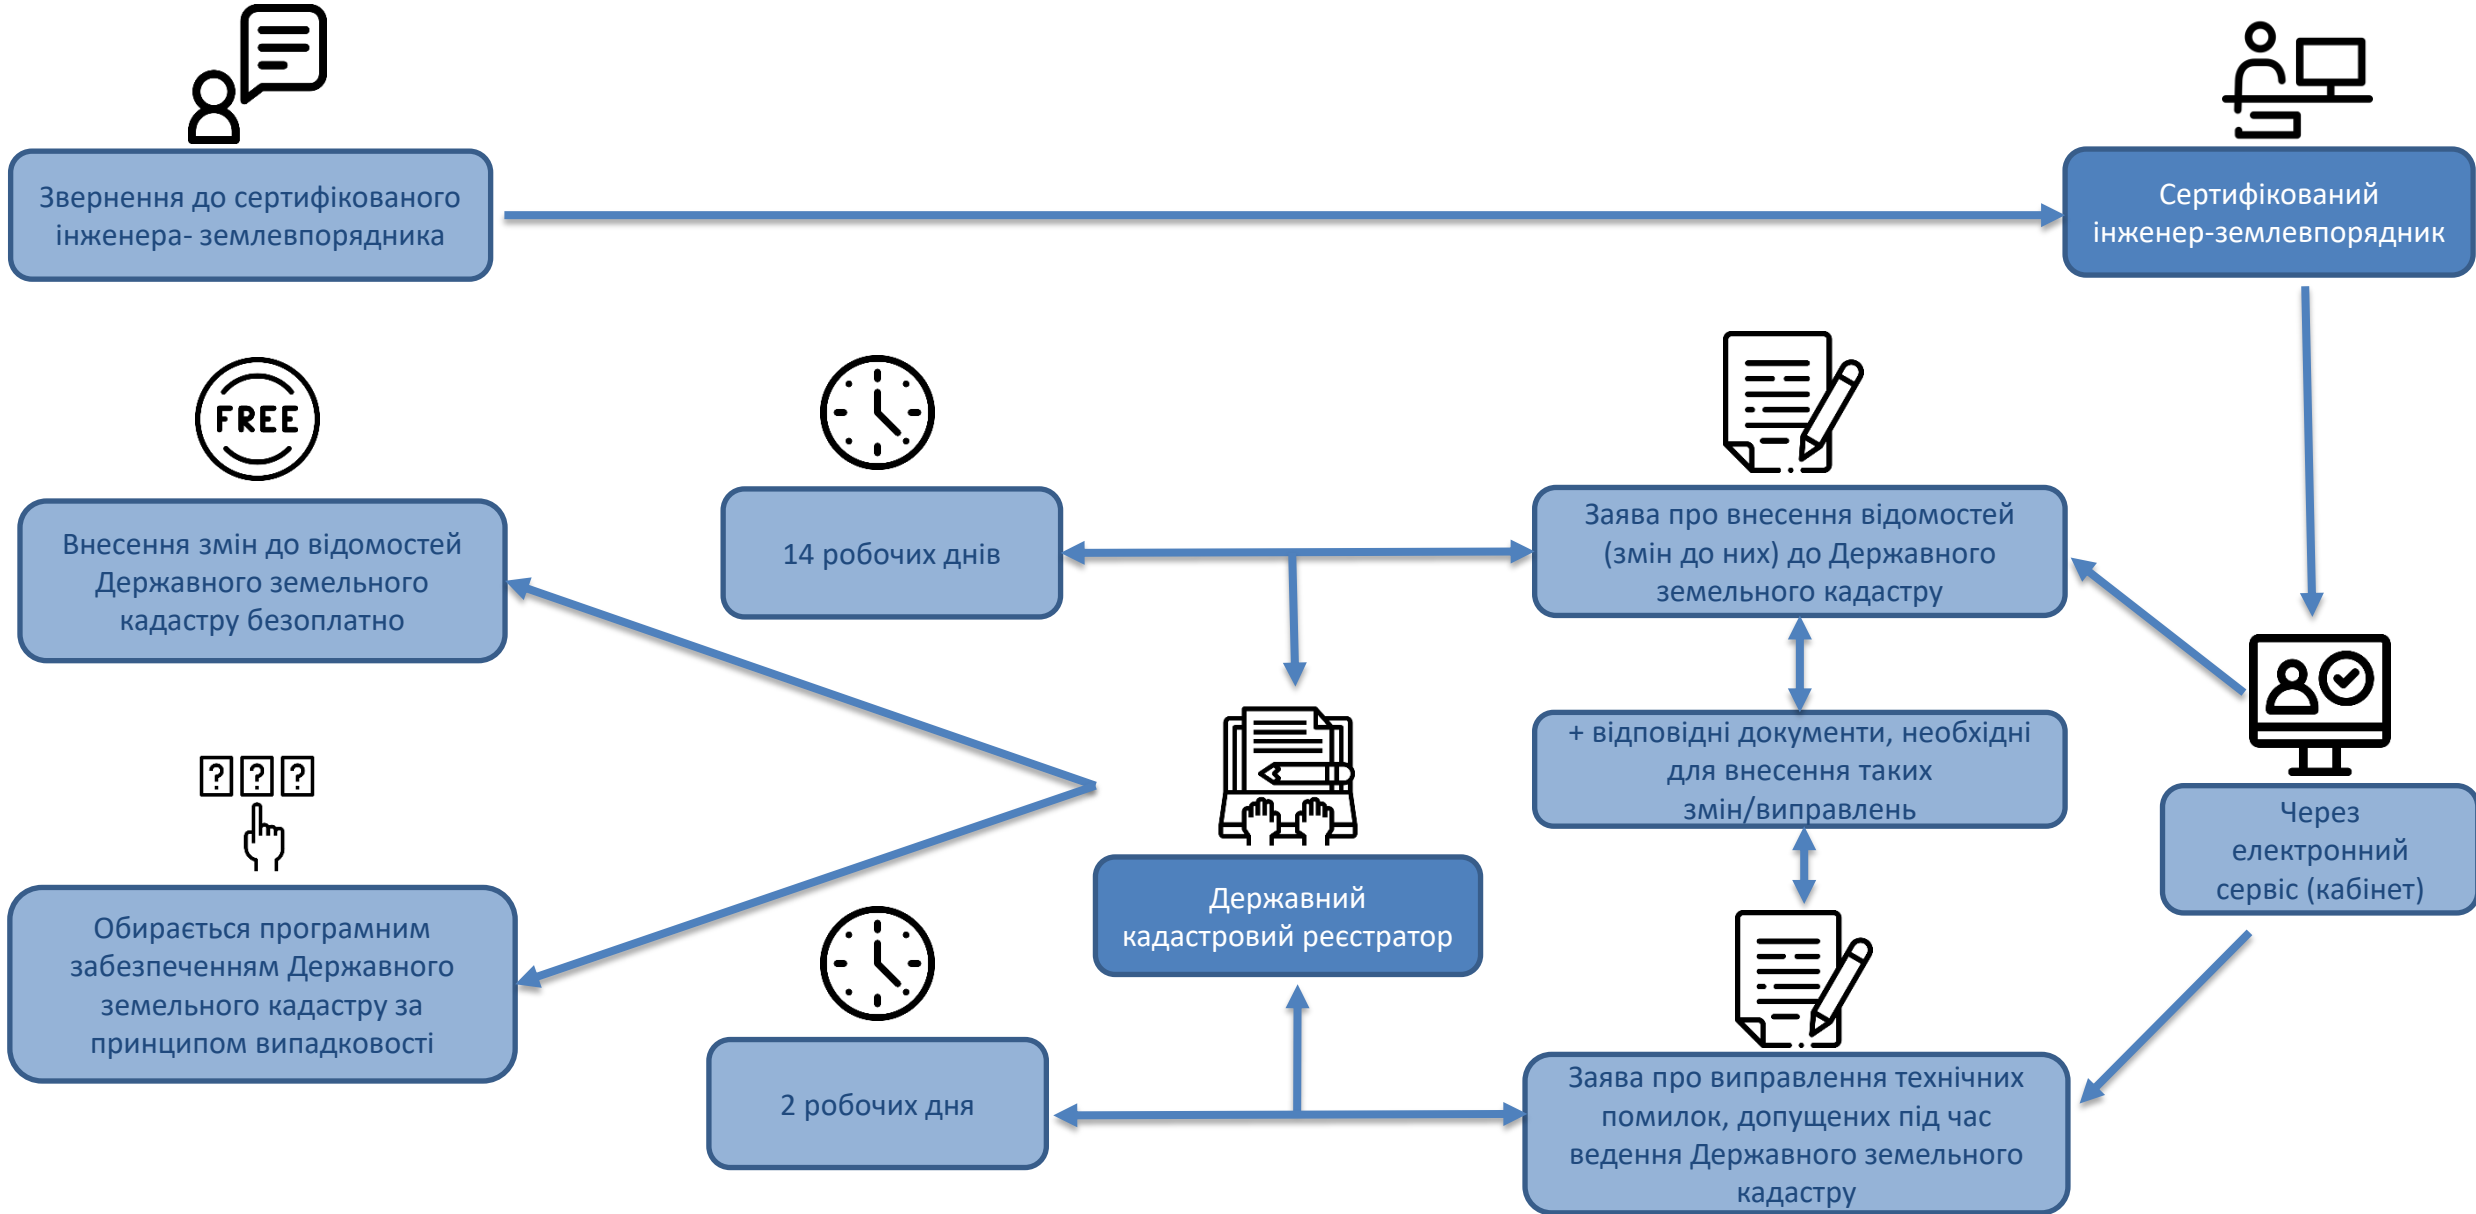 Звернення до сертифікованого
інженера- землевпорядника
Сертифікований
інженер-землевпорядник
FREE
Внесення змін до відомостей
Державного земельного
кадастру безоплатно
14 робочих днів
Заява про внесення відомостей
(змін до них) до Державного
земельного кадастру
+ відповідні документи, необхідні
для внесення таких
змін/виправлень
Через
електронний
сервіс (кабінет)
? ? ?
Обирається програмним
забезпеченням Державного
земельного кадастру за
принципом випадковості
Державний
кадастровий реєстратор
2 робочих дня
Заява про виправлення технічних
помилок, допущених під час
ведення Державного земельного
кадастру